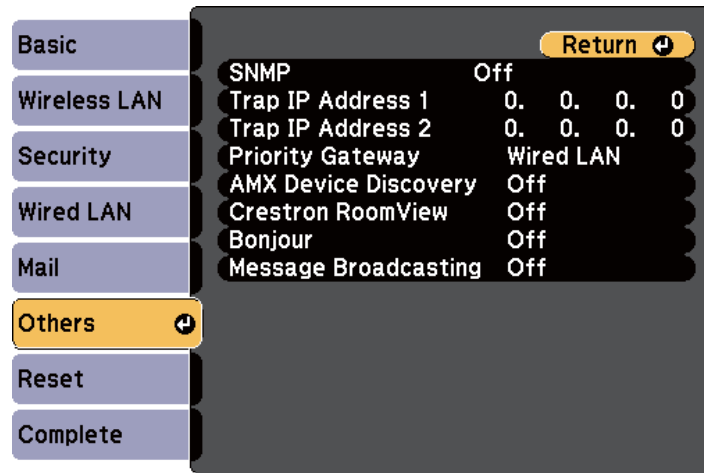 Basic
Wireless LAN
Security
Wired LAN
Mail
Others
Reset
Complete
Return
SNMP Off
Trap IP Address 1 0. 0. 0. 0
Trap IP Address 2 0. 0. 0. 0
Priority Gateway Wired LAN
AMX Device Discovery Off
Crestron RoomView Off
Bonjour Off
Message Broadcasting Off